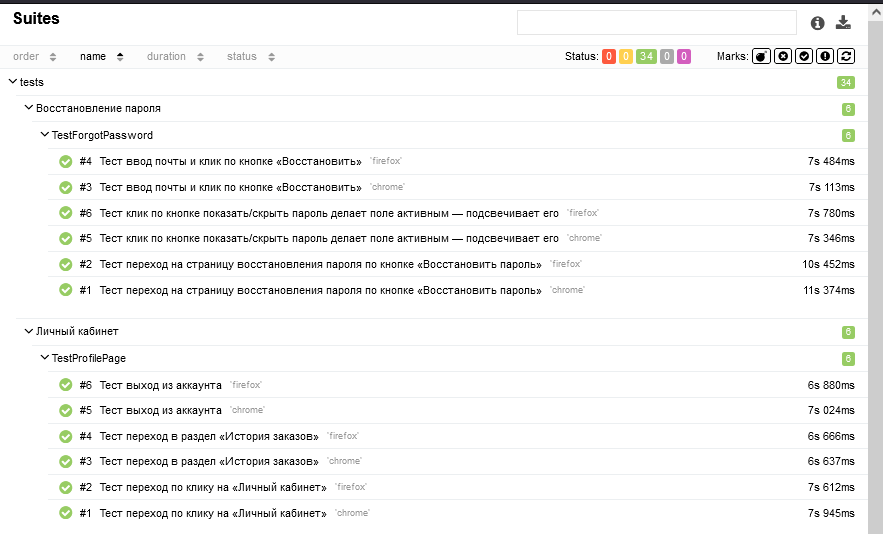 Suites
order name duration status Status: 0 0 34 0 0 Marks:
tests 34
Восстановление пароля 6
TestForgotPassword 6
#4 Тест ввод почты и клик по кнопке «Восстановить» 'firefox' 7s 484ms
#3 Тест ввод почты и клик по кнопке «Восстановить» 'chrome' 7s 113ms
#6 Тест клик по кнопке показать/скрыть пароль делает поле активным — подсвечивает его 'firefox' 7s 780ms
#5 Тест клик по кнопке показать/скрыть пароль делает поле активным — подсвечивает его 'chrome' 7s 346ms
#2 Тест переход на страницу восстановления пароля по кнопке «Восстановить пароль» 'firefox' 10s 452ms
#1 Тест переход на страницу восстановления пароля по кнопке «Восстановить пароль» 'chrome' 11s 374ms
Личный кабинет 6
TestProfilePage 6
#6 Тест выход из аккаунта 'firefox' 6s 880ms
#5 Тест выход из аккаунта 'chrome' 7s 024ms
#4 Тест переход в раздел «История заказов» 'firefox' 6s 666ms
#3 Тест переход в раздел «История заказов» 'chrome' 6s 637ms
#2 Тест переход по клику на «Личный кабинет» 'firefox' 7s 612ms
#1 Тест переход по клику на «Личный кабинет» 'chrome' 7s 945ms